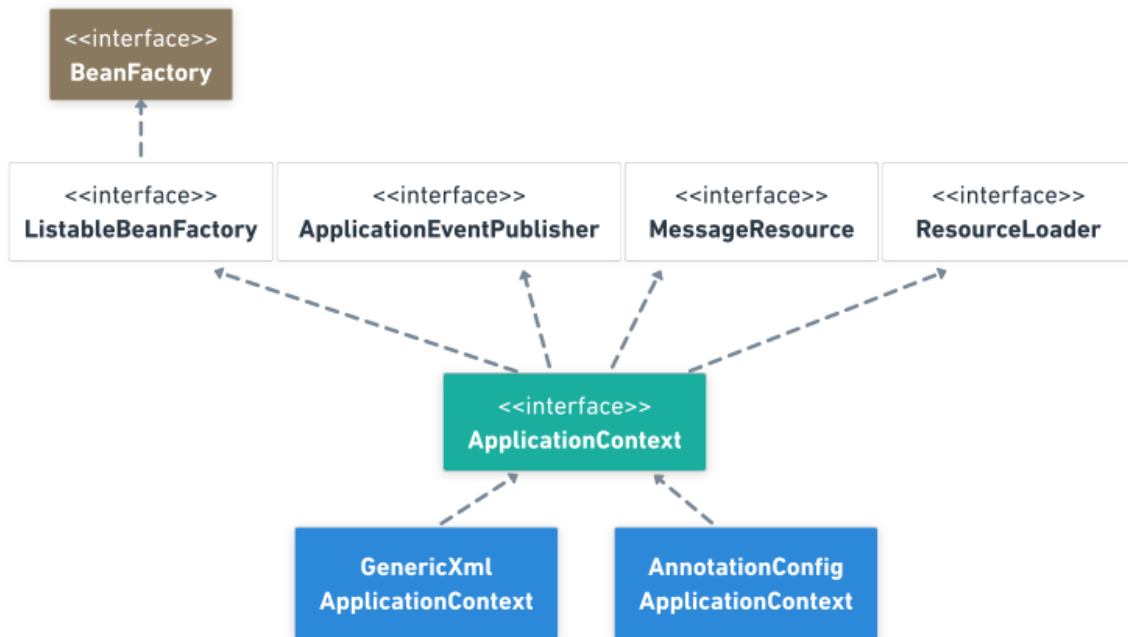 <<interface>>
BeanFactory
<<interface>>
ListableBeanFactory
<<interface>>
ApplicationEventPublisher
<<interface>>
MessageResource
<<interface>>
ResourceLoader
<<interface>>
ApplicationContext
GenericXml
ApplicationContext
AnnotationConfig
ApplicationContext